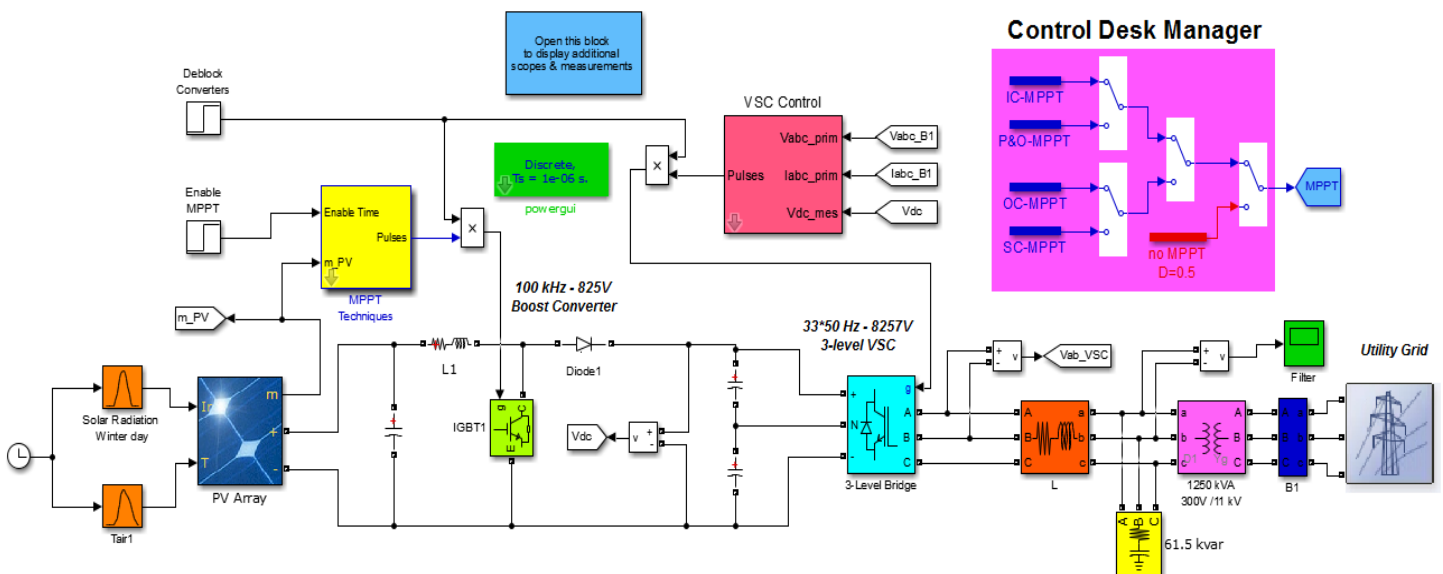 Control Desk Manager
Open this block
to display additional
scopes & measurements
Deblock
Converters
VSC Control
Vabc_prim
Iabc_prim
Vdc_mes
Pulses
Vabc_B1
Iabc_B1
Vdc
IC-MPPT
P&O-MPPT
OC-MPPT
SC-MPPT
no MPPT
D=0.5
MPPT
×
×
Discrete,
Ts = 1e-06 s.
powergui
Enable
MPPT
Enable Time
Pulses
m_PV
MPPT
Techniques
m_PV
100 kHz - 825V
Boost Converter
33*50 Hz - 8257V
3-level VSC
L1
Diode1
IGBT1
g
C
E
Vdc
v
+
-
Solar Radiation
Winter day
Tair1
Ir
T
m
+
-
PV Array
g
+
N
-
A
B
C
3-Level Bridge
+
-
v
Vab_VSC
+
-
v
Filter
Utility Grid
A
B
C
a
b
c
L
a
b
c
A
B
C
D1
Yg
1250 kVA
300V /11 kV
A
B
C
a
b
c
B1
A
B
C
61.5 kvar